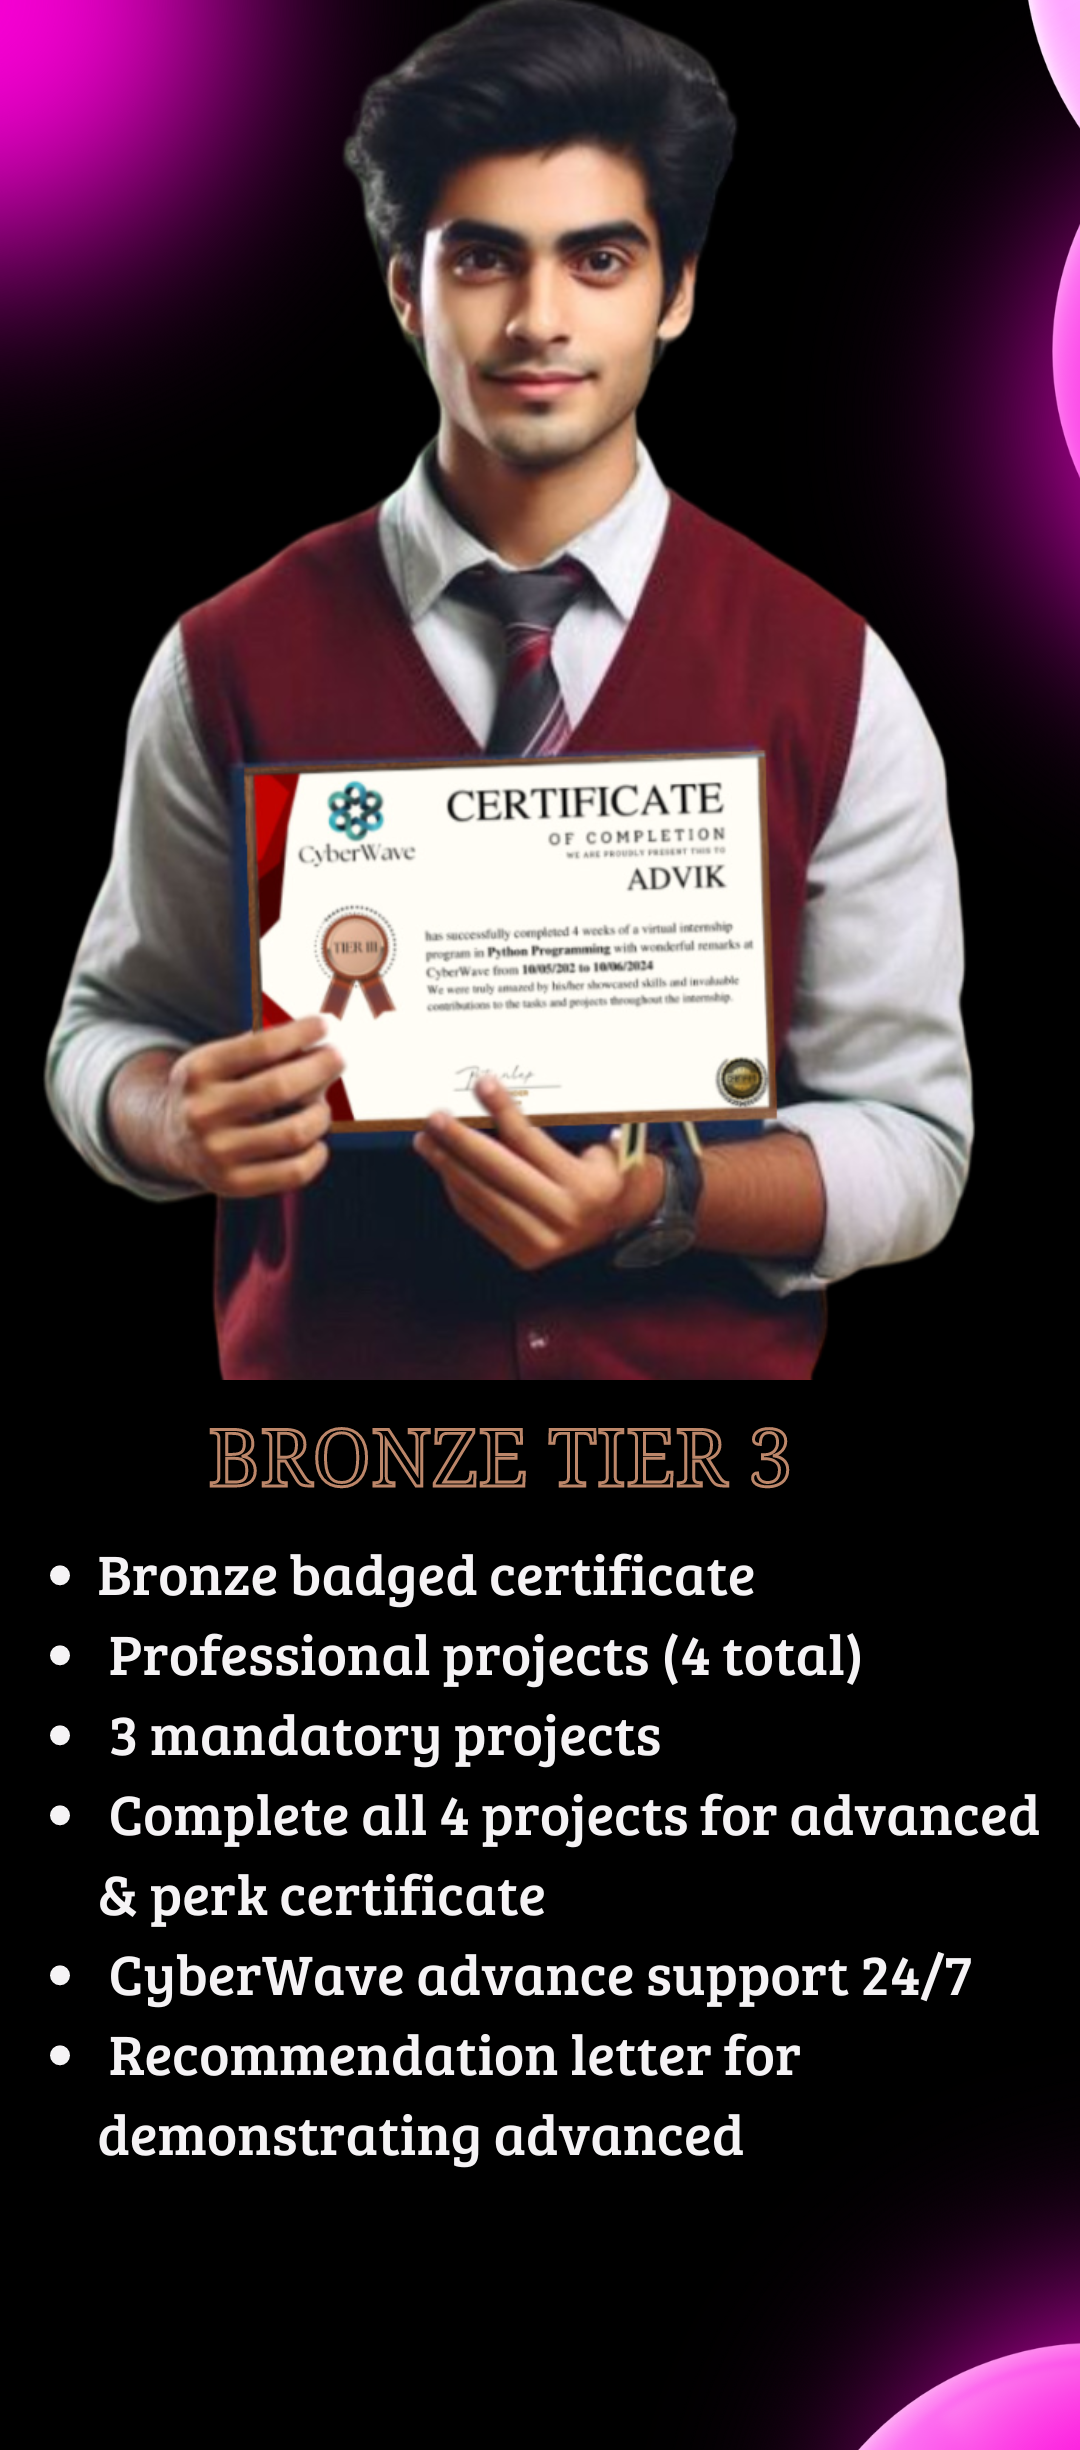 CyberWave
CERTIFICATE
OF COMPLETION
WE ARE PROUDLY PRESENT THIS TO
ADVIK
TIER III
has successfully completed 4 weeks of a virtual internship
program in Python Programming with wonderful remarks at
CyberWave from 10/05/202 to 10/06/2024
We were truly amazed by his/her showcased skills and invaluable
contributions to the tasks and projects throughout the internship.
BRONZE TIER 3
• Bronze badged certificate
• Professional projects (4 total)
• 3 mandatory projects
• Complete all 4 projects for advanced
& perk certificate
• CyberWave advance support 24/7
• Recommendation letter for
demonstrating advanced